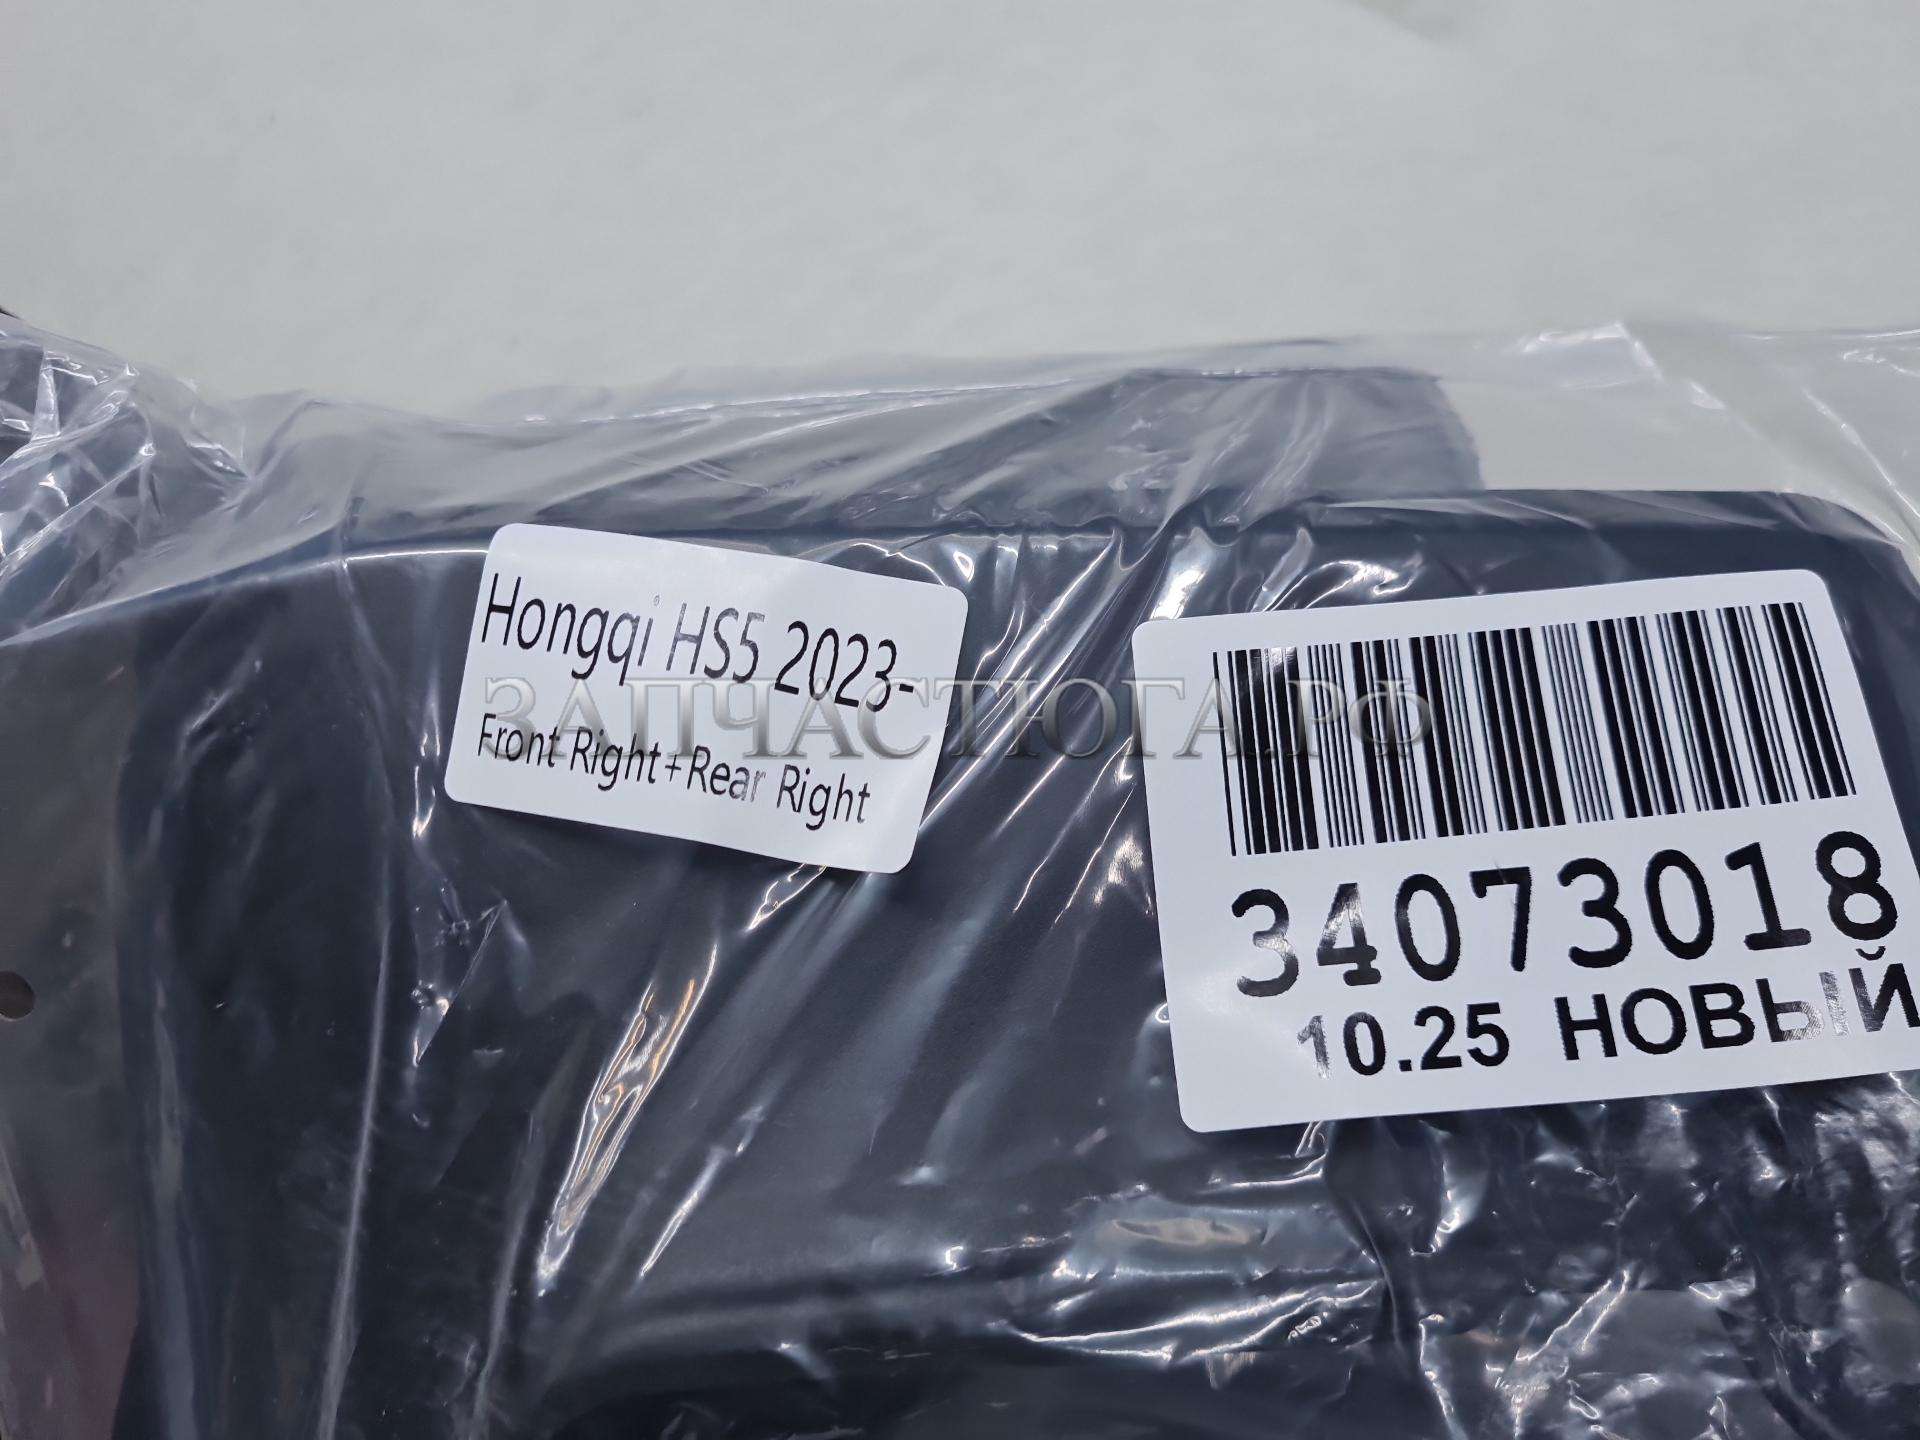 Hongqi HS5 2023-
Front Right+Rear Right
ЗАПЧАСТЮГА.РФ
34073018
10.25 НОВЫЙ